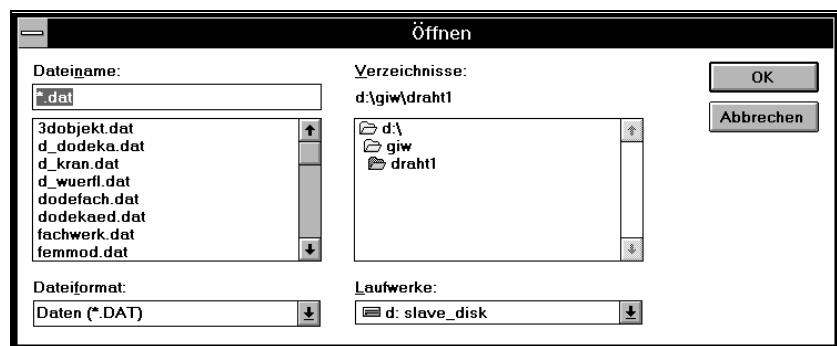 Öffnen
Dateiname:
*.dat
3dobjekt.dat
d_dodeka.dat
d_kran.dat
d_wuerfl.dat
dodefach.dat
dodekaed.dat
fachwerk.dat
femmod.dat
Dateiformat:
Daten (*.DAT)
Verzeichnisse:
d:\giw\draht1
d:\
giw
draht1
Laufwerke:
d: slave_disk
OK
Abbrechen